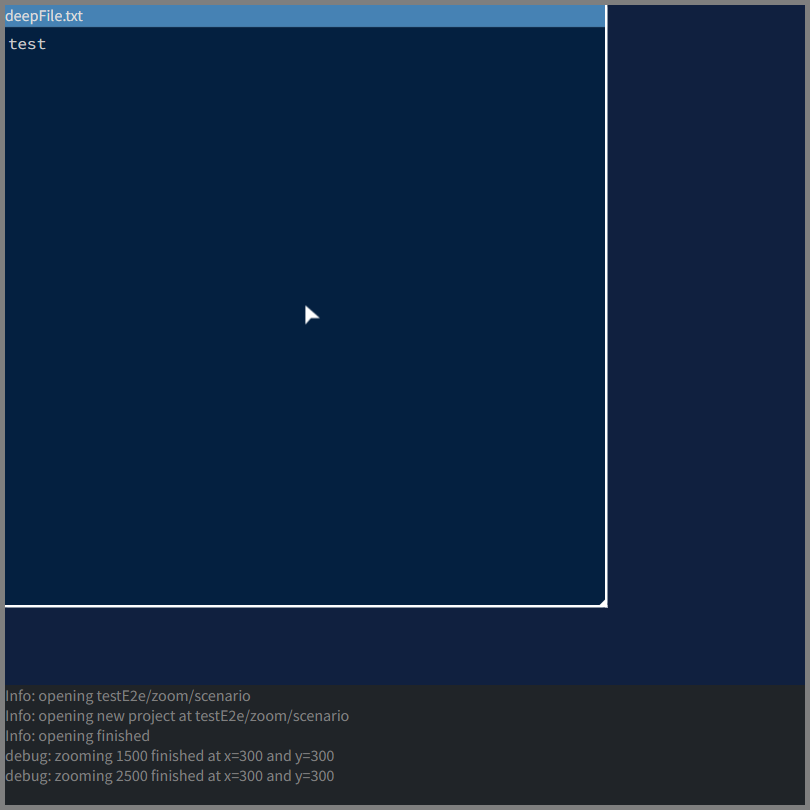 deepFile.txt
test
Info: opening testE2e/zoom/scenario
Info: opening new project at testE2e/zoom/scenario
Info: opening finished
debug: zooming 1500 finished at x=300 and y=300
debug: zooming 2500 finished at x=300 and y=300